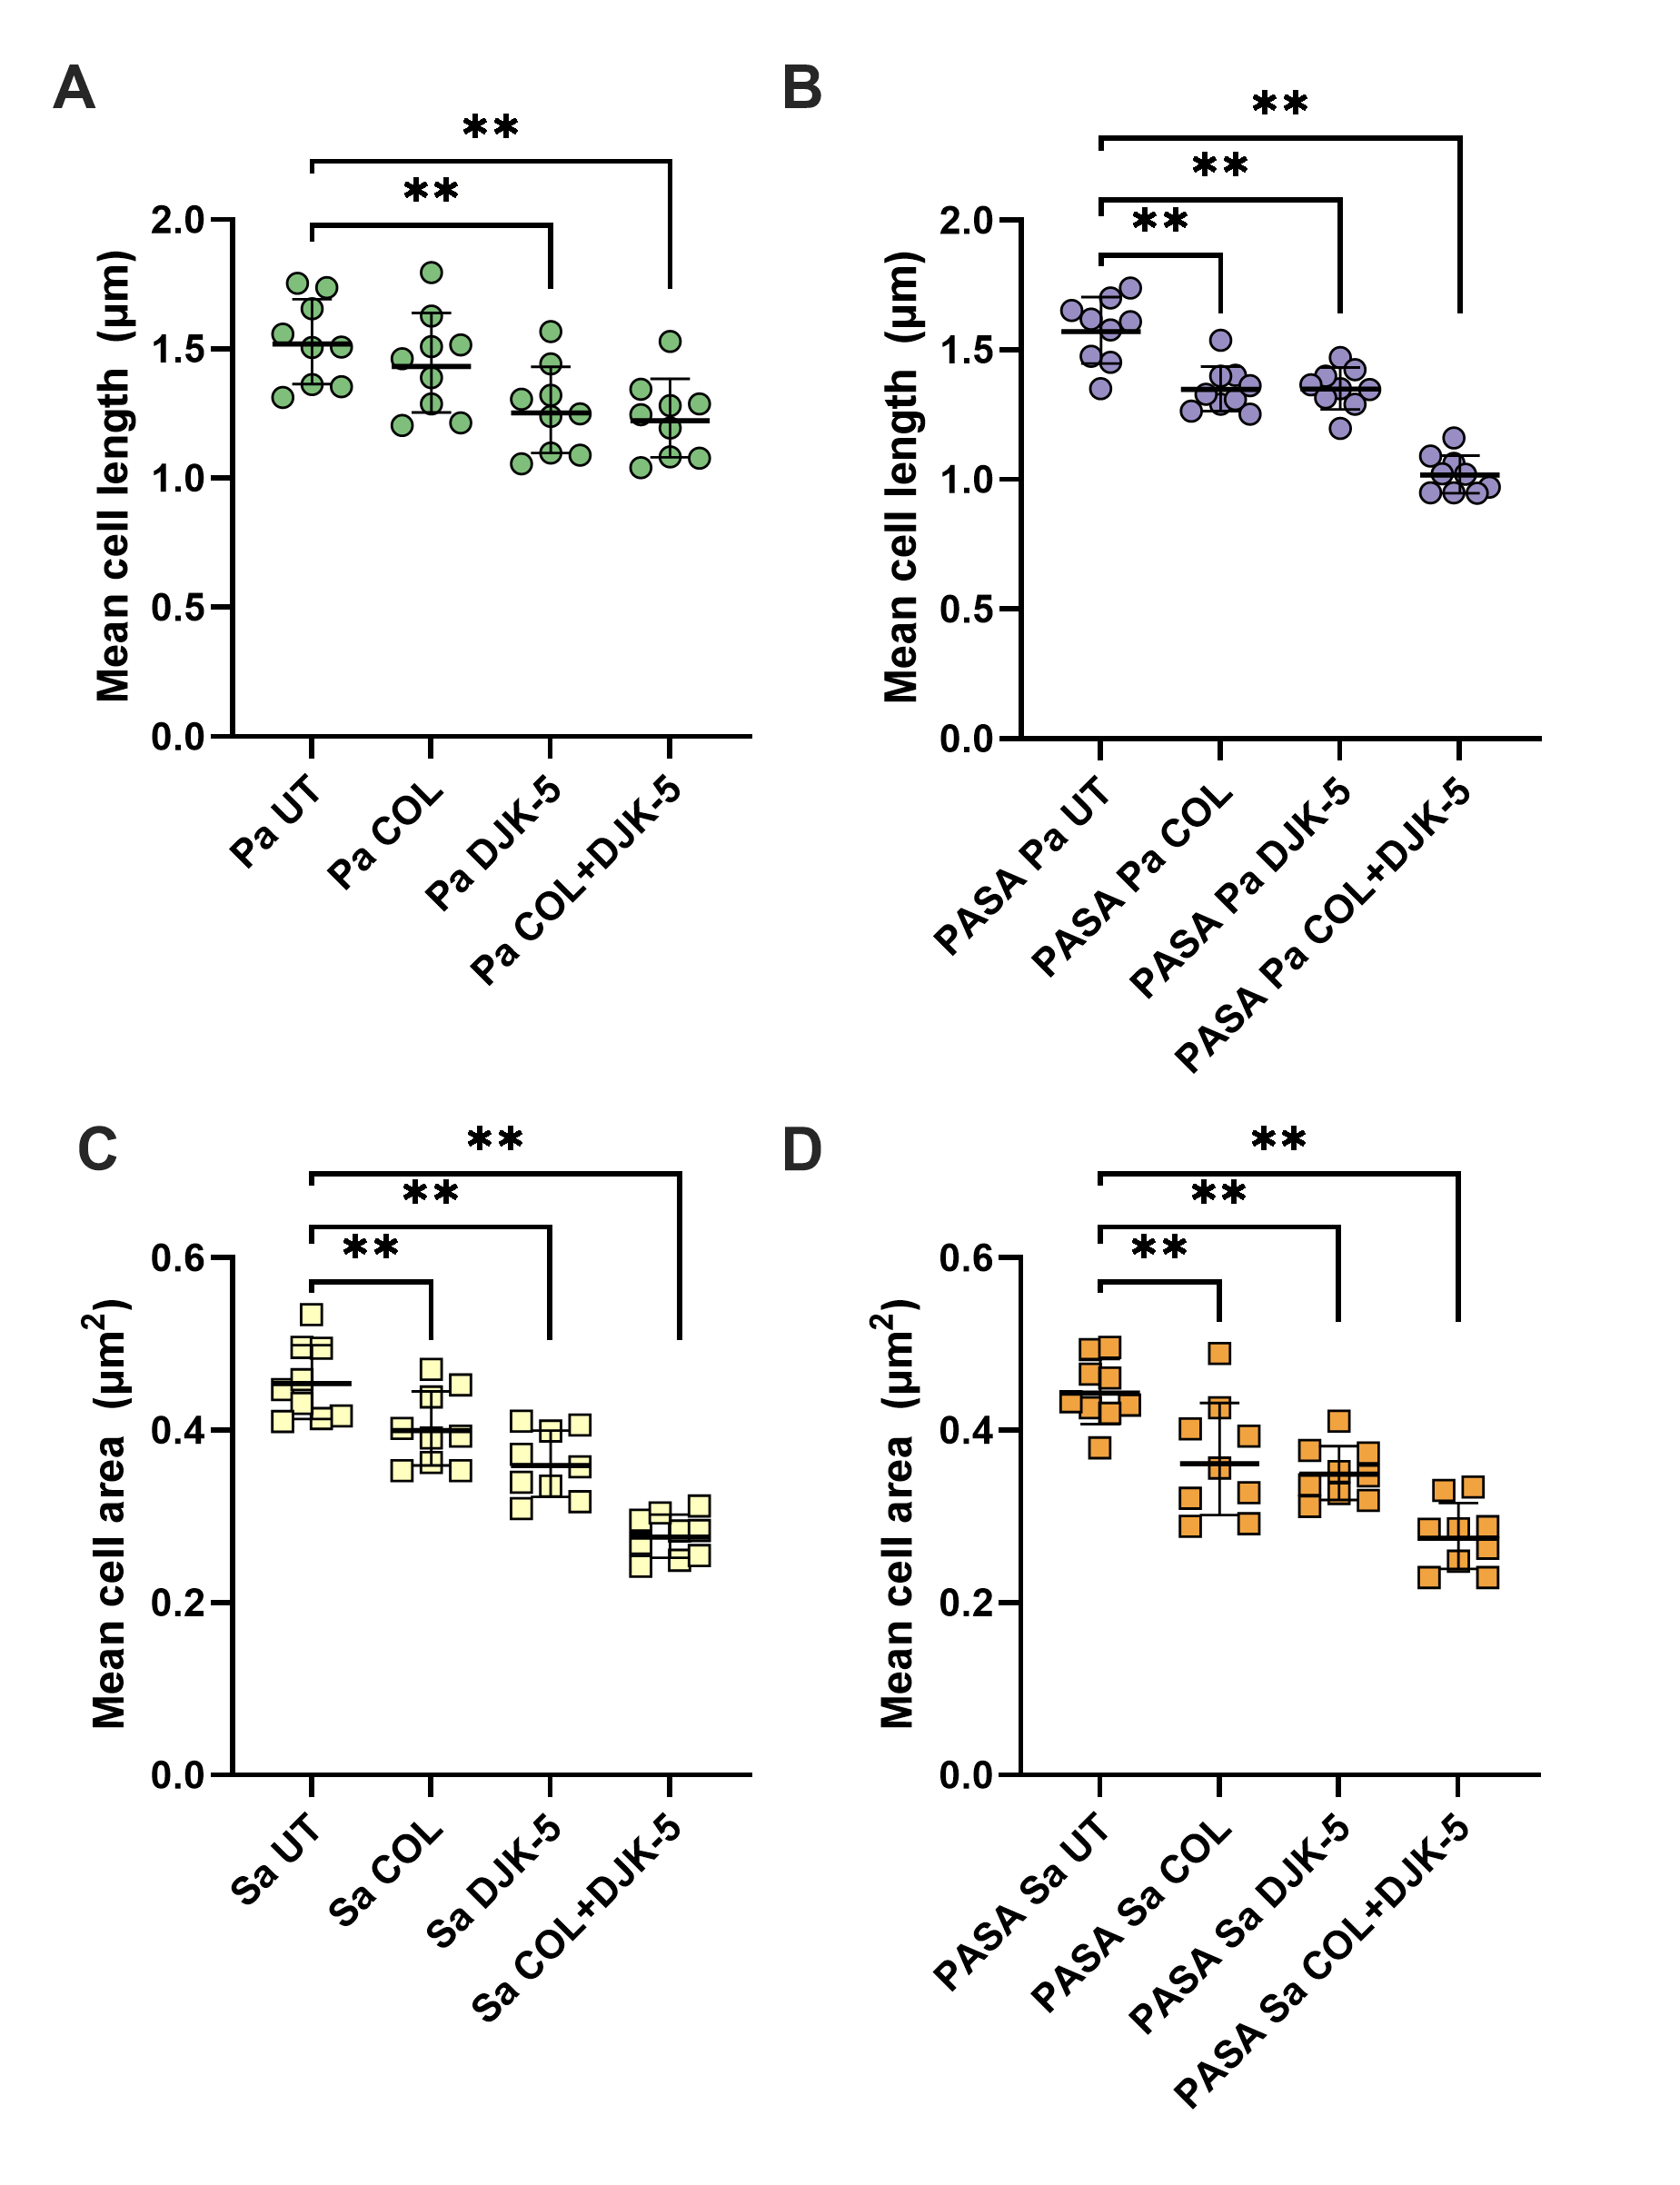 A
**
**
Mean cell length (µm)
2.0
1.5
1.0
0.5
0.0
Pa UT
Pa COL
Pa DJK-5
Pa COL+DJK-5
B
**
**
**
Mean cell length (µm)
2.0
1.5
1.0
0.5
0.0
PASA Pa UT
PASA Pa COL
PASA Pa DJK-5
PASA Pa COL+DJK-5
C
**
**
**
Mean cell area (µm²)
0.6
0.4
0.2
0.0
Sa UT
Sa COL
Sa DJK-5
Sa COL+DJK-5
D
**
**
**
Mean cell area (µm²)
0.6
0.4
0.2
0.0
PASA Sa UT
PASA Sa COL
PASA Sa DJK-5
PASA Sa COL+DJK-5